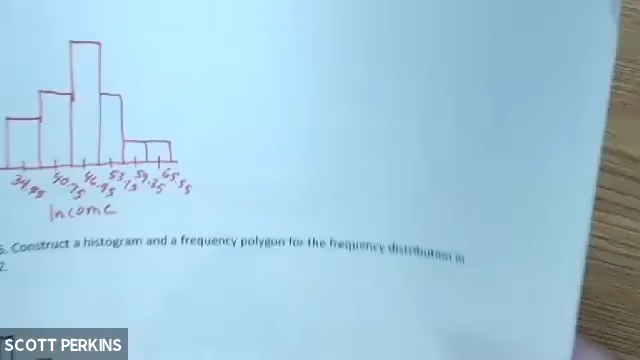 34.95 40.75 46.95 53.15 59.35 65.55
Income
5. Construct a histogram and a frequency polygon for the frequency distribution in
2.
SCOTT PERKINS